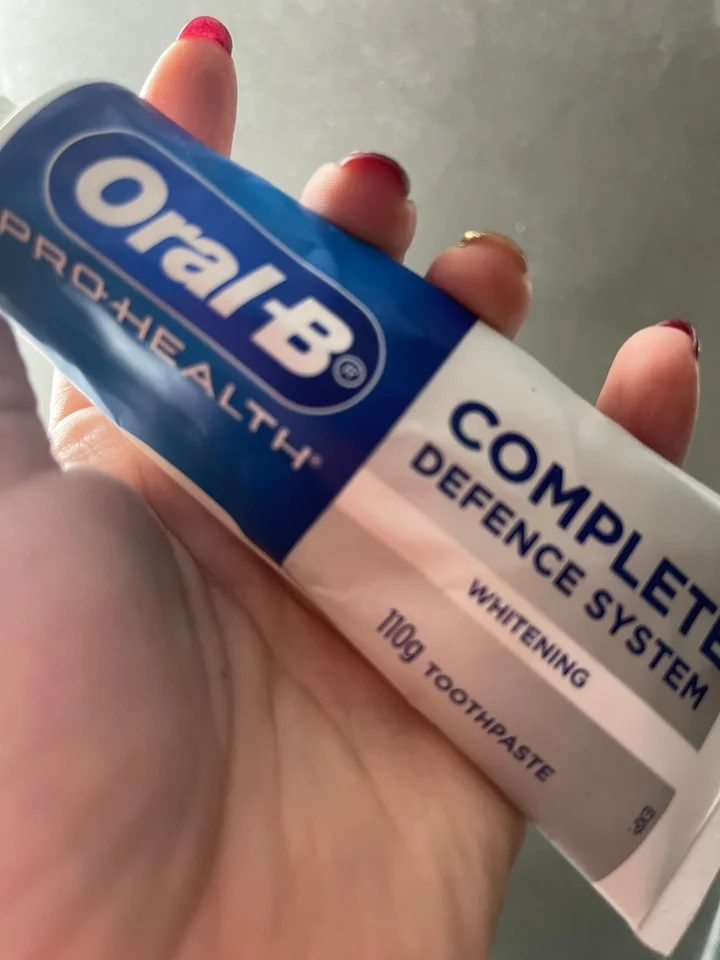 Oral-B®
PRO-HEALTH
COMPLETE
DEFENCE SYSTEM
WHITENING
110g TOOTHPASTE